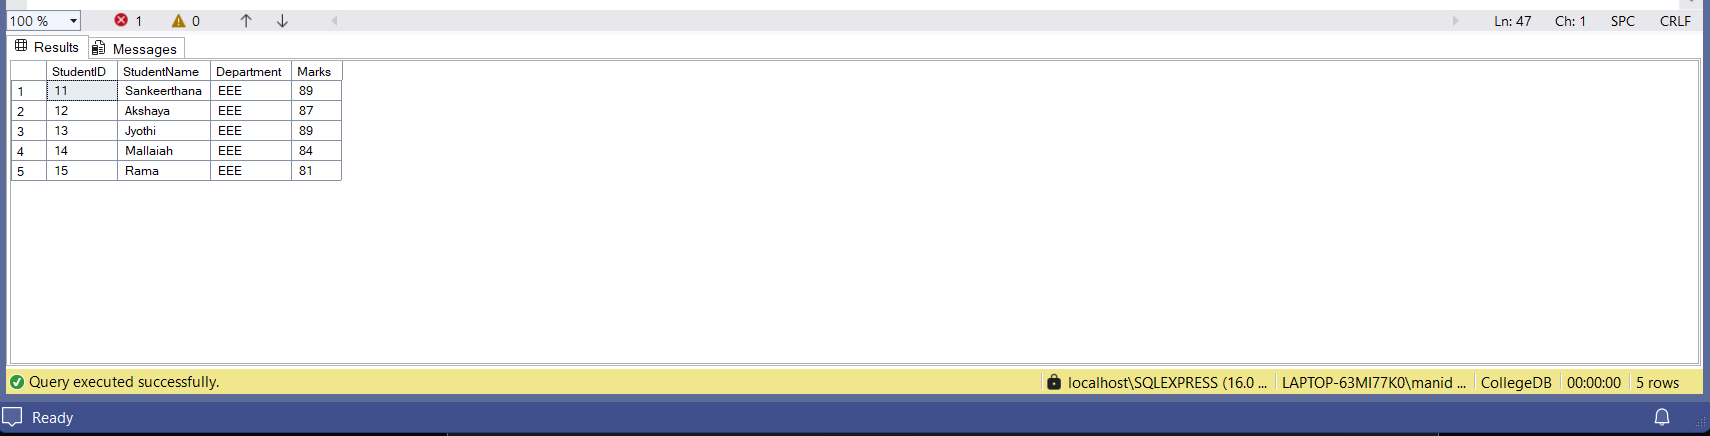 100 % 1 0 Ln: 47 Ch: 1 SPC CRLF
Results Messages
StudentID StudentName Department Marks
1 11 Sankeerthana EEE 89
2 12 Akshaya EEE 87
3 13 Jyothi EEE 89
4 14 Mallaiah EEE 84
5 15 Rama EEE 81
Query executed successfully. localhost\SQLEXPRESS (16.0 ... LAPTOP-63MI77K0\manid ... CollegeDB 00:00:00 5 rows
Ready